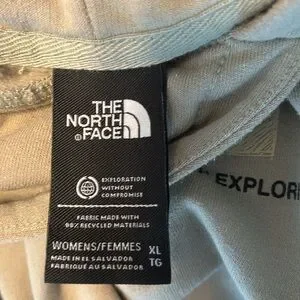 THE
NORTH
FACE
EXPLORATION
WITHOUT
COMPROMISE
FABRIC MADE WITH
90% RECYCLED MATERIALS
WOMENS/FEMMES XL
MADE IN EL SALVADOR TG
FABRIQUE AU SALVADOR
EXPLOR